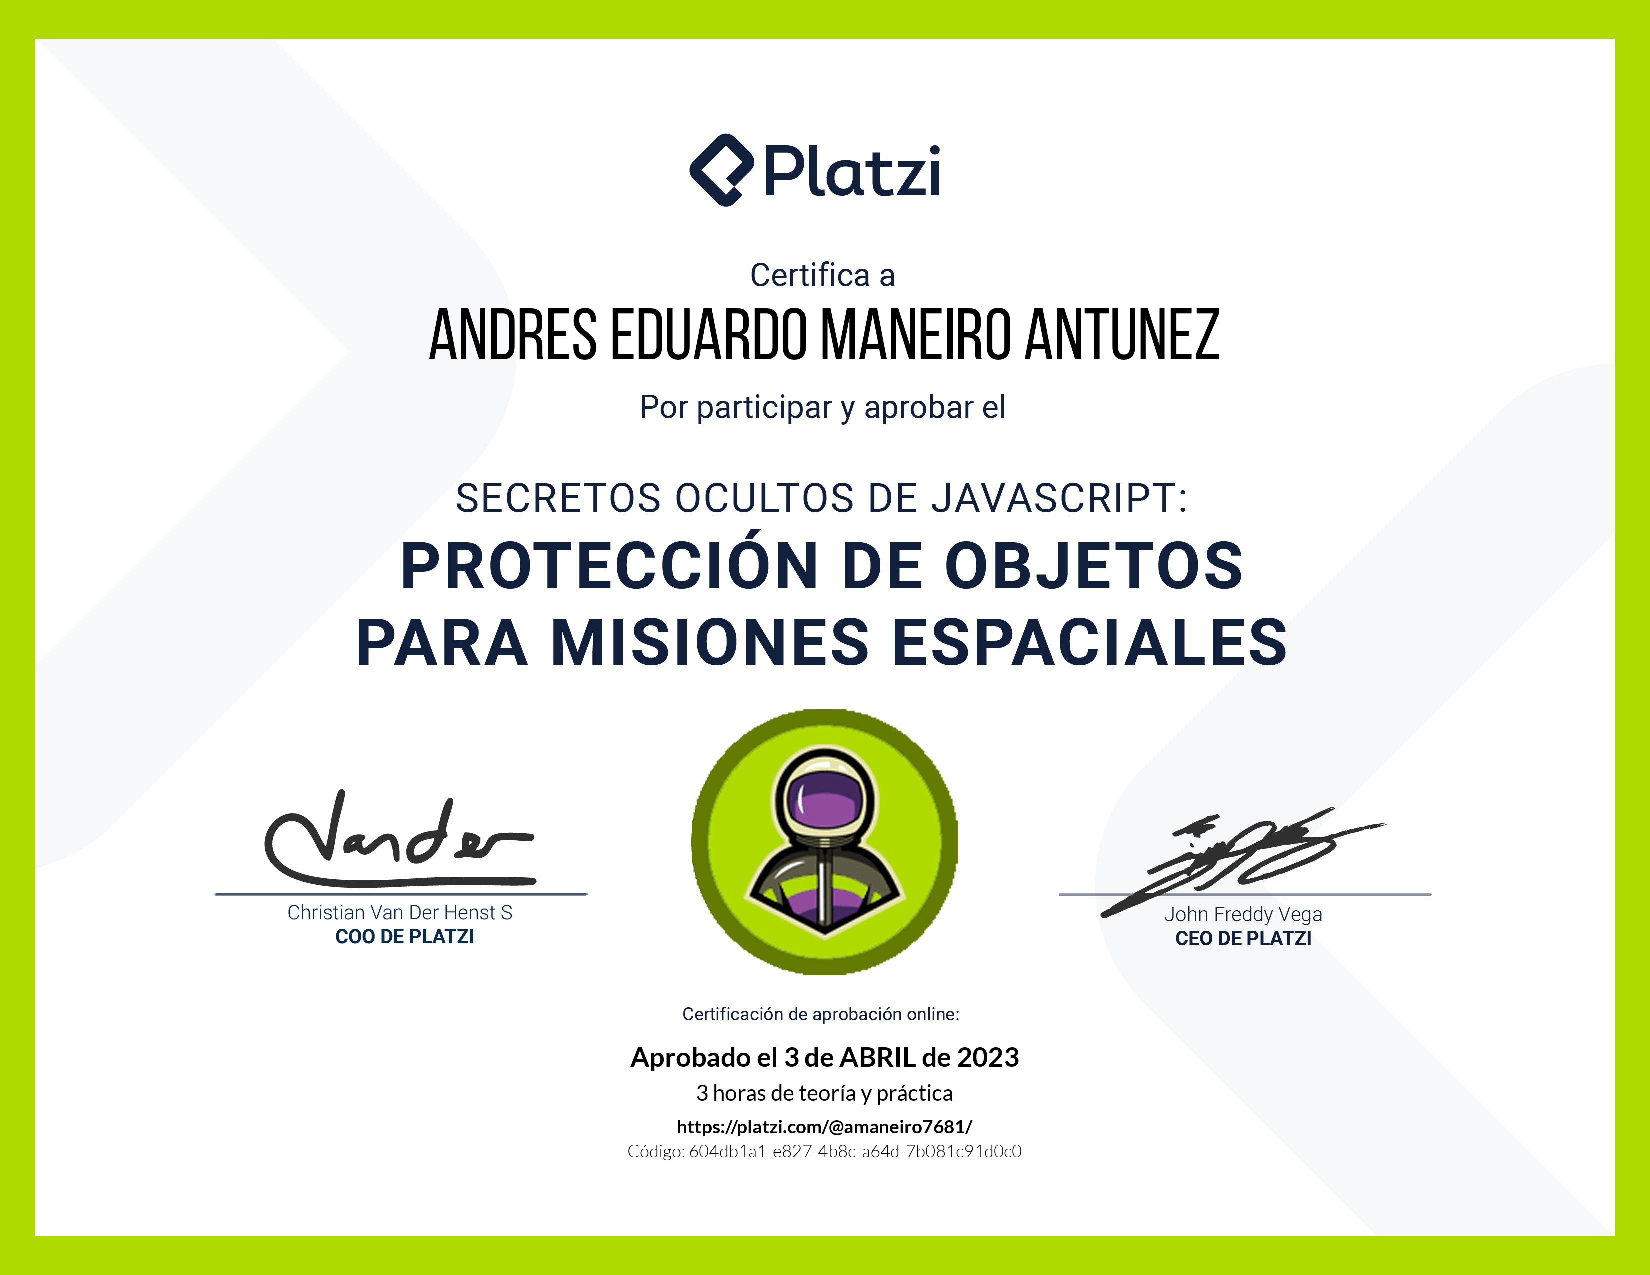 Platzi
Certifica a
ANDRES EDUARDO MANEIRO ANTUNEZ
Por participar y aprobar el
SECRETOS OCULTOS DE JAVASCRIPT:
PROTECCIÓN DE OBJETOS
PARA MISIONES ESPACIALES
Vander
Christian Van Der Henst S
COO DE PLATZI
John Freddy Vega
CEO DE PLATZI
Certificación de aprobación online:
Aprobado el 3 de ABRIL de 2023
3 horas de teoría y práctica
https://platzi.com/@amaneiro7681/
Código: 604db1a1-e827-4b8c-a64d-7b081c91d0c0